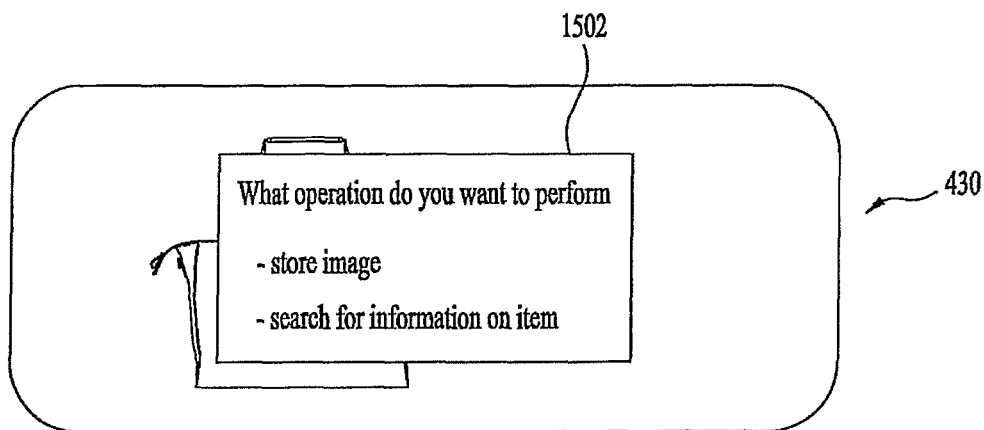 1502
430
What operation do you want to perform
- store image
- search for information on item